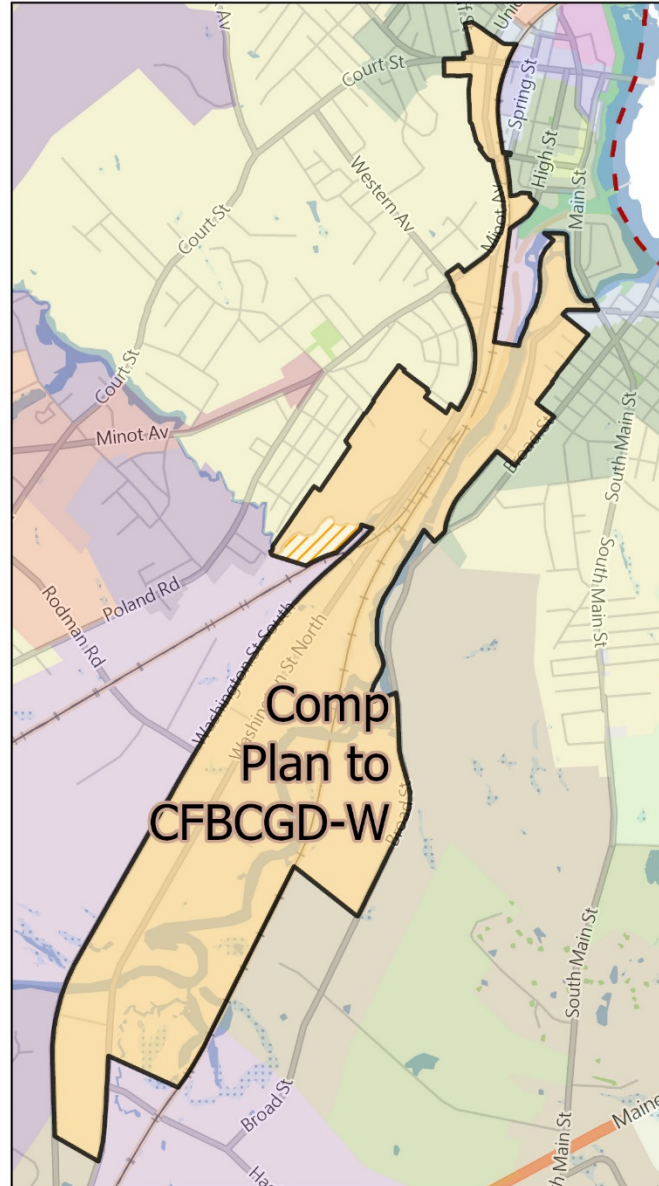 Court St
Spring St
Western Av
High St
Main St
Court St
Minot Av
Court St
Minot Av
Broad St
South Main St
South Main St
Poland Rd
Rodman Rd
Washington St South
Washington St North
Comp
Plan to
CFBCGD-W
Broad St
South Main St
Broad St
Maine